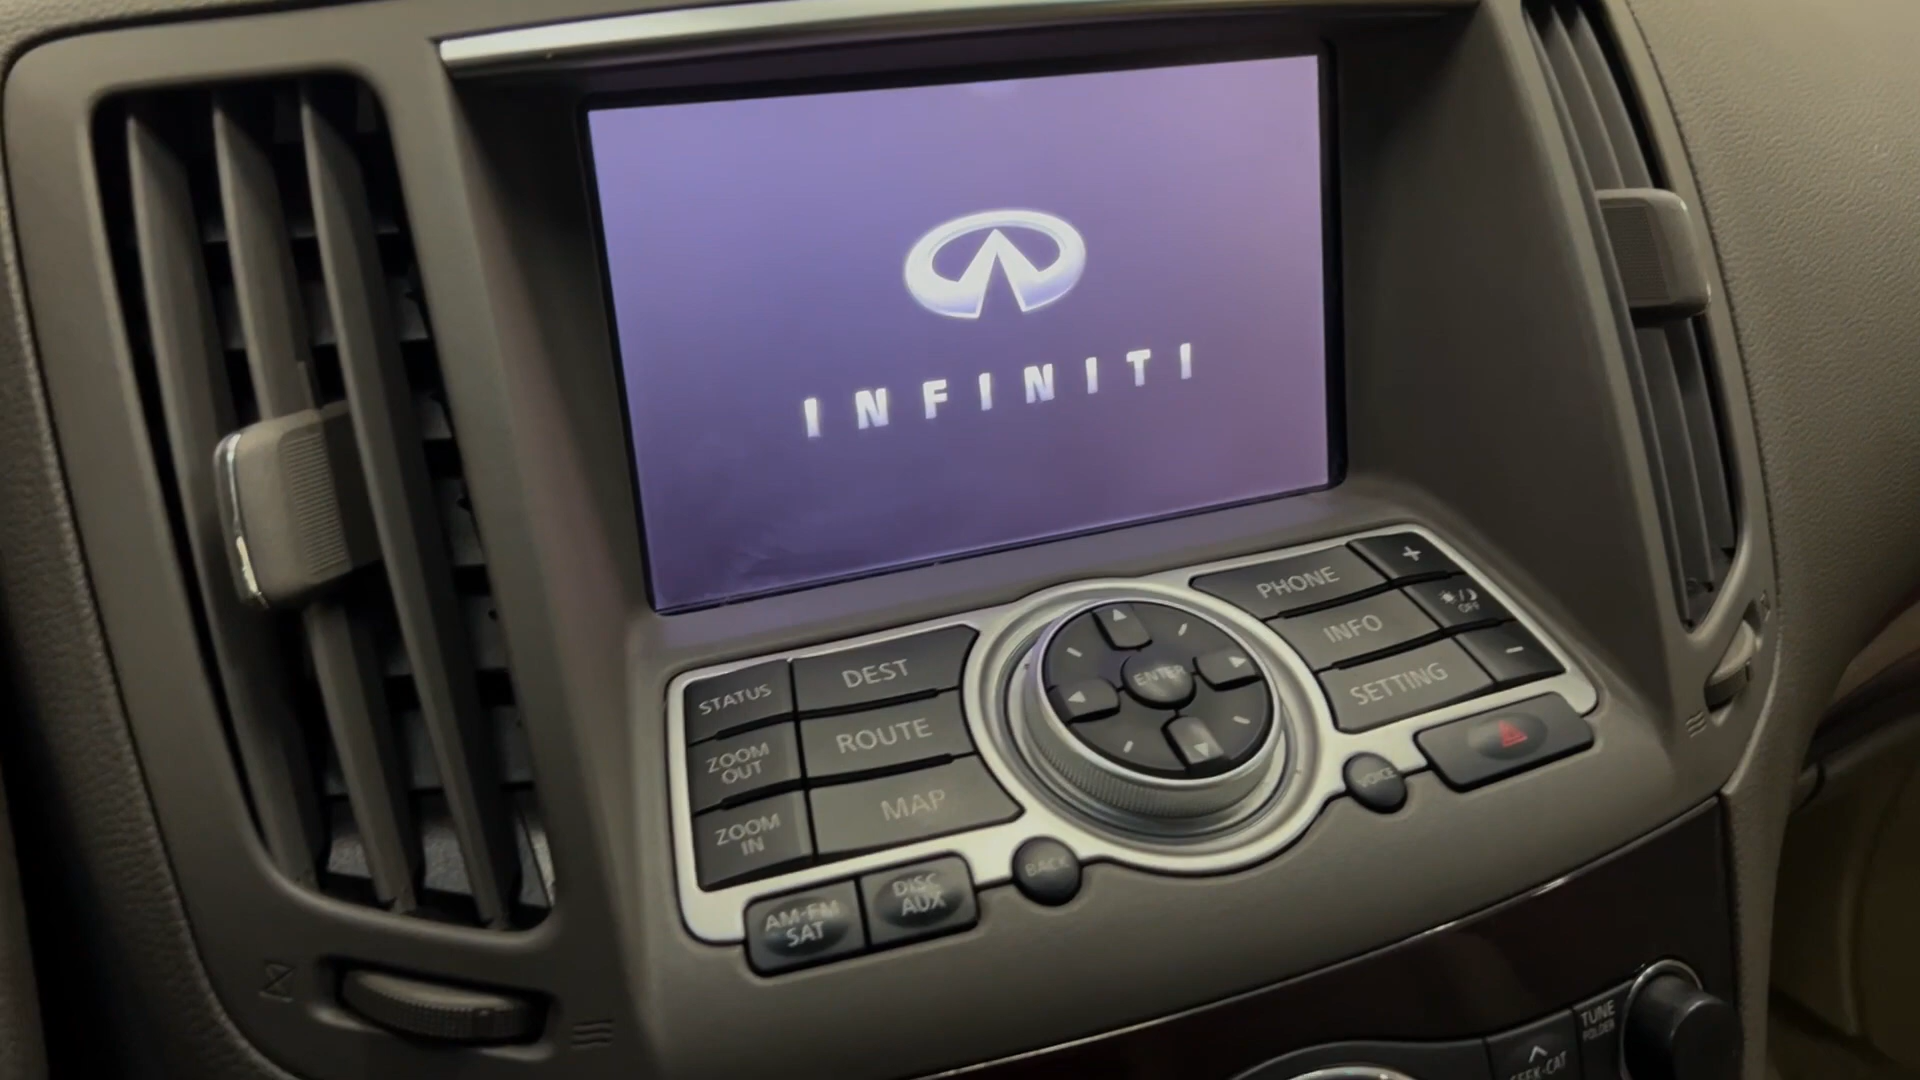 INFINITI
PHONE
+
INFO
OFF
SETTING
-
STATUS
DEST
ENTER
ZOOM
OUT
ROUTE
ZOOM
IN
MAP
VOICE
BACK
DISC
AUX
AM·FM
SAT
TUNE
FOLDER
SEEK·CAT